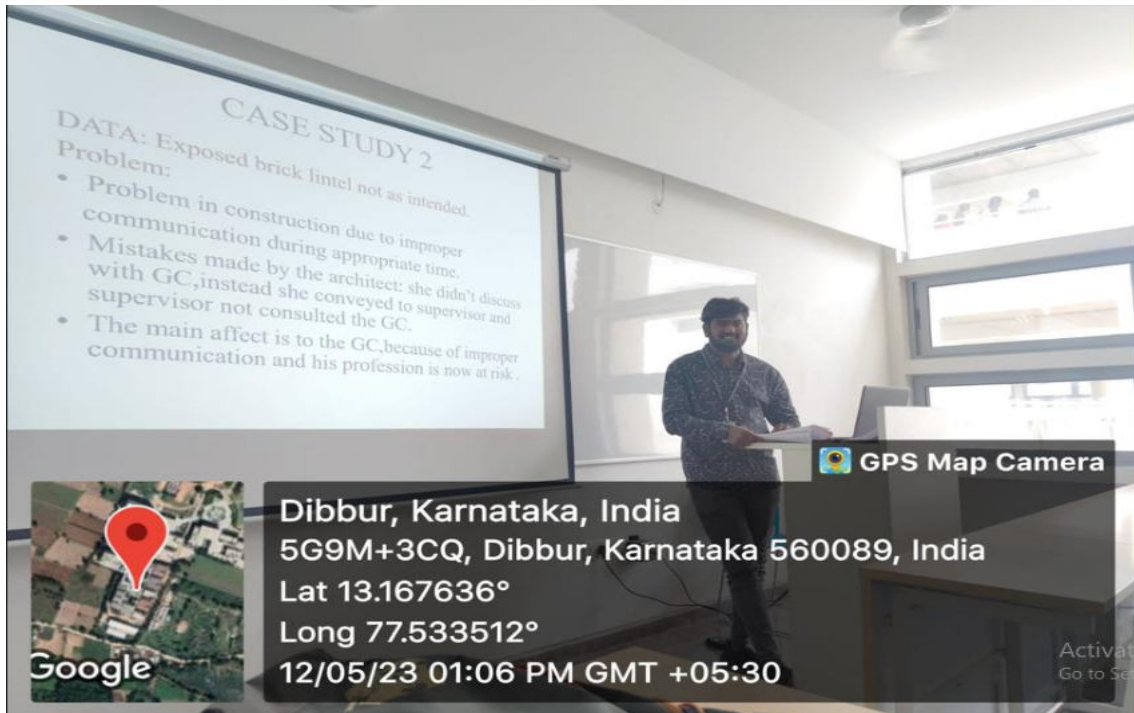 CASE STUDY 2
DATA: Exposed brick lintel not as intended.
Problem:
• Problem in construction due to improper
communication during appropriate time.
• Mistakes made by the architect: she didn't discuss
with GC,instead she conveyed to supervisor and
supervisor not consulted the GC.
• The main affect is to the GC,because of improper
communication and his profession is now at risk .
GPS Map Camera
Dibbur, Karnataka, India
5G9M+3CQ, Dibbur, Karnataka 560089, India
Lat 13.167636°
Long 77.533512°
12/05/23 01:06 PM GMT +05:30
Google
Activat
Go to Se